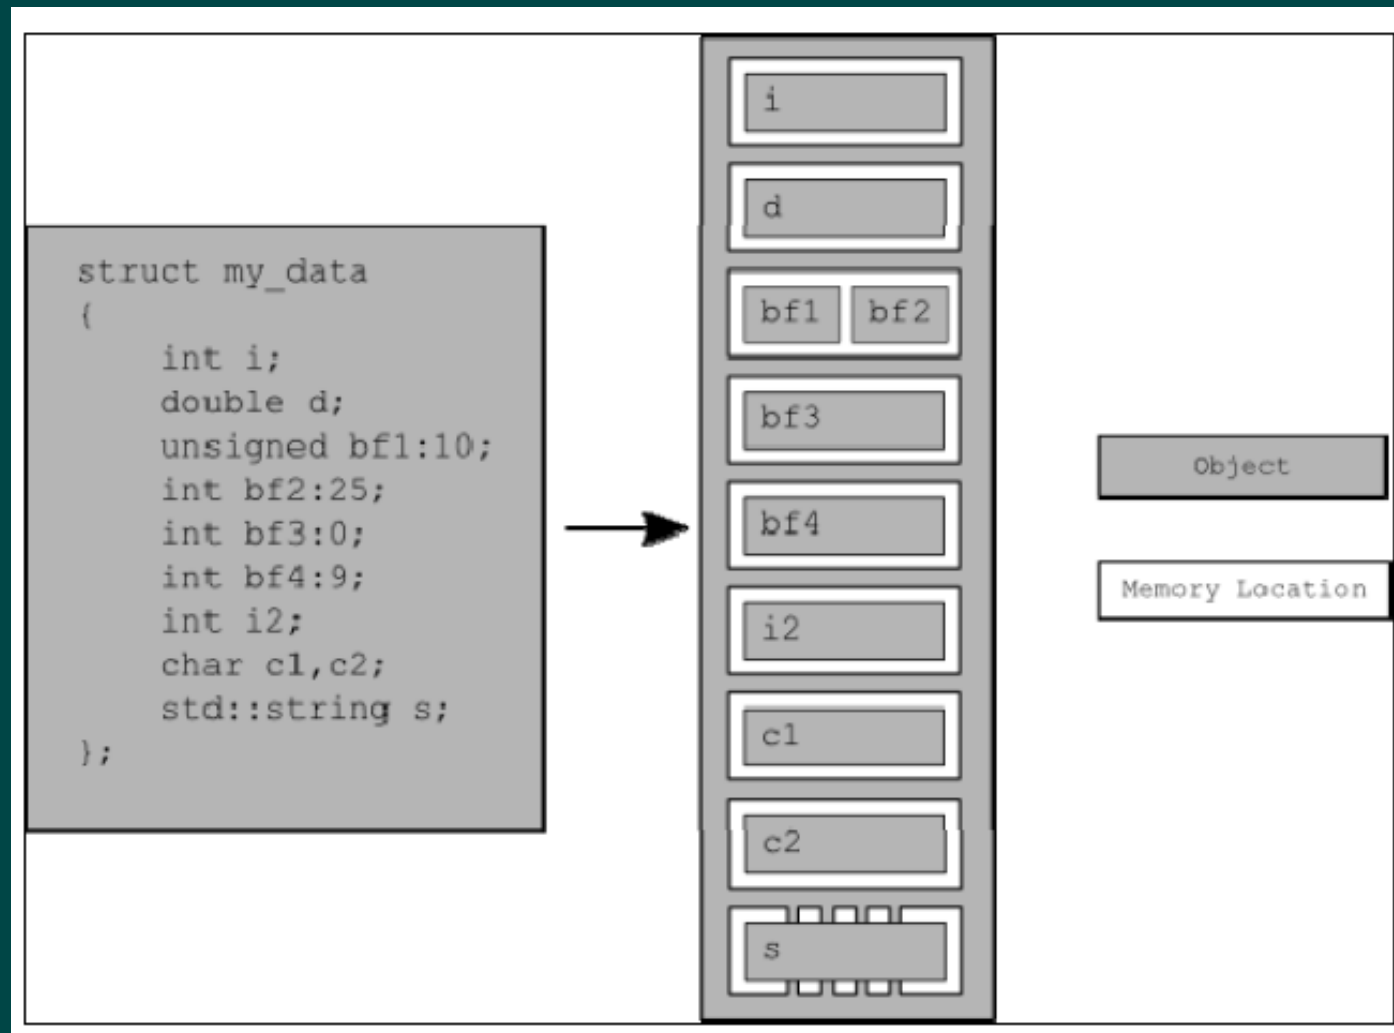 struct my_data
{
int i;
double d;
unsigned bf1:10;
int bf2:25;
int bf3:0;
int bf4:9;
int i2;
char c1,c2;
std::string s;
};
i
d
bf1 bf2
bf3
bf4
i2
c1
c2
s
Object
Memory Location